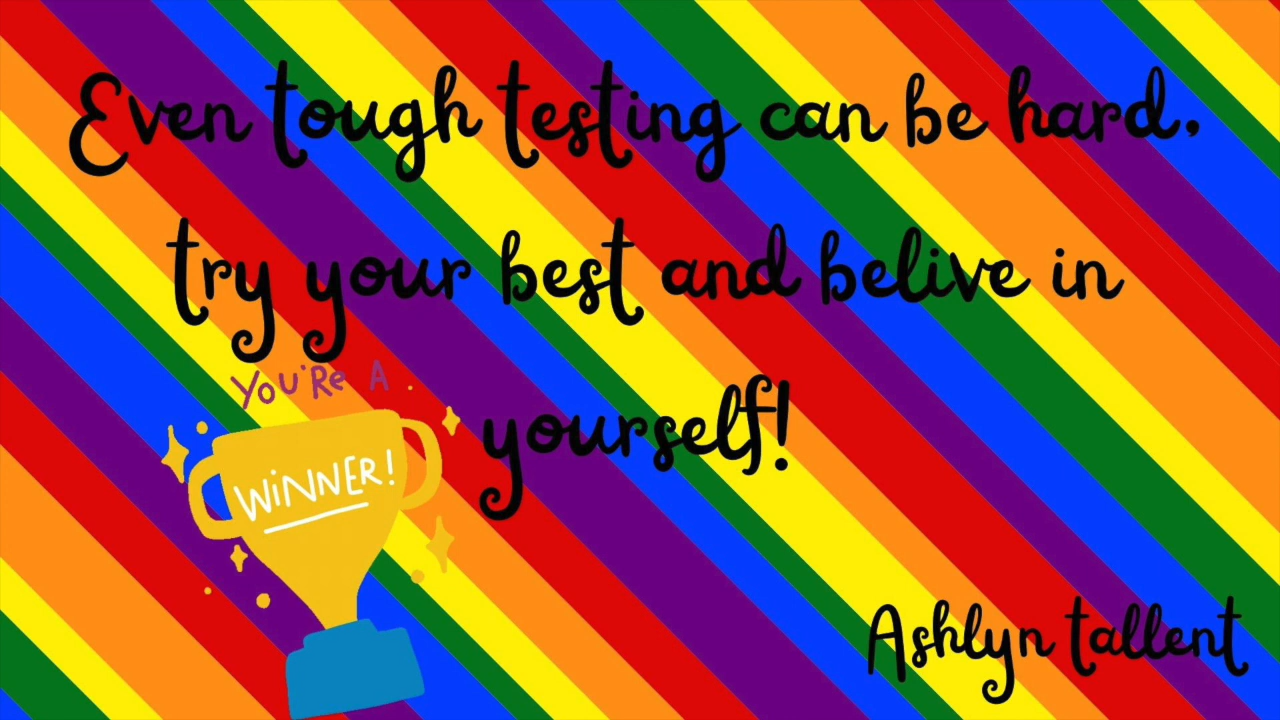 Even tough testing can be hard,
try your best and belive in
yourself!
YOU'Re A
WiNNER!
Ashlyn tallent